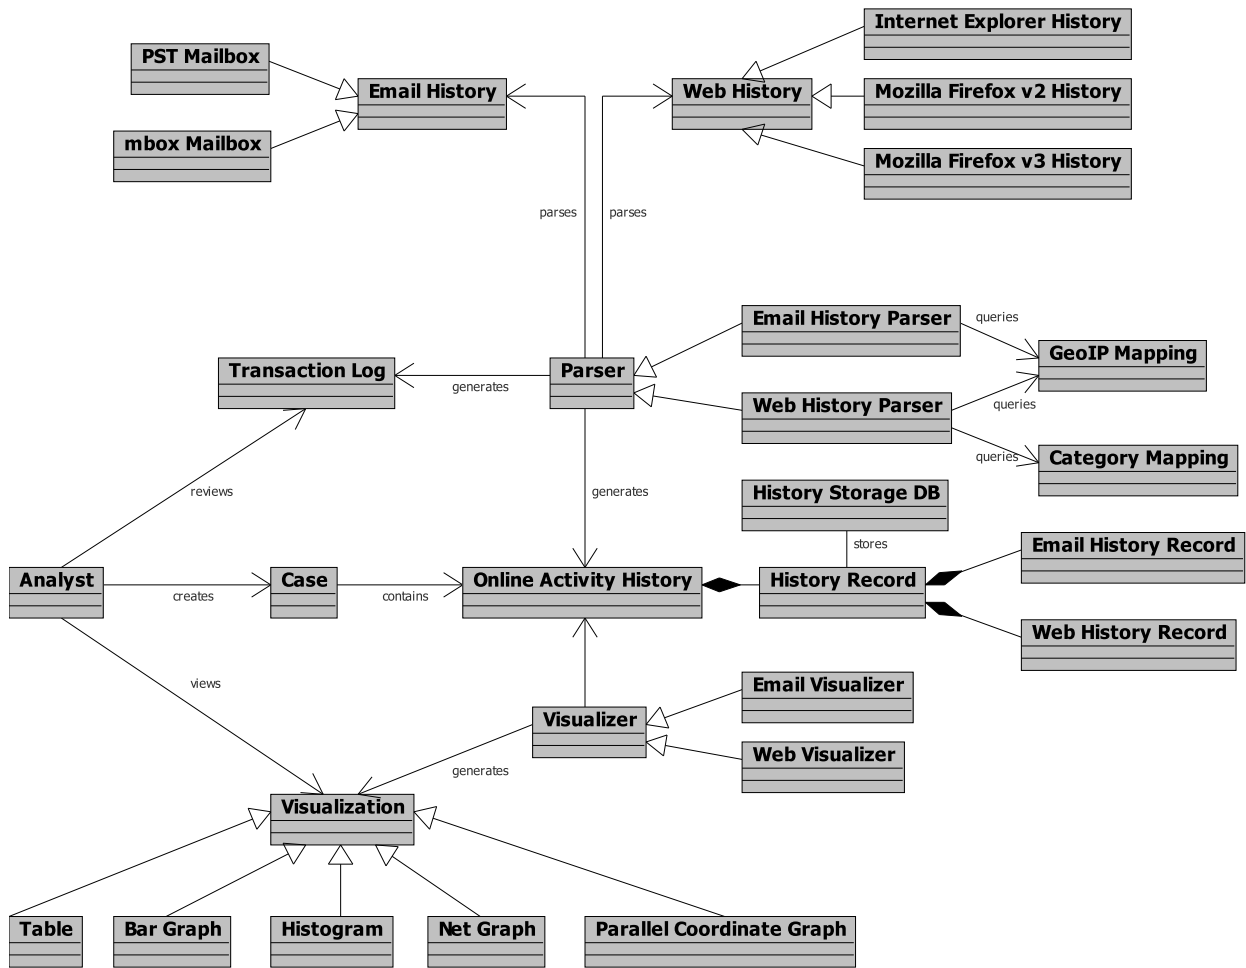 Internet Explorer History
PST Mailbox
Email History
Web History
Mozilla Firefox v2 History
mbox Mailbox
Mozilla Firefox v3 History
parses
parses
Email History Parser
queries
GeoIP Mapping
Transaction Log
generates
Parser
Web History Parser
queries
queries
Category Mapping
reviews
generates
History Storage DB
stores
Email History Record
Analyst
creates
Case
contains
Online Activity History
History Record
Web History Record
views
Email Visualizer
Visualizer
Web Visualizer
generates
Visualization
Table
Bar Graph
Histogram
Net Graph
Parallel Coordinate Graph